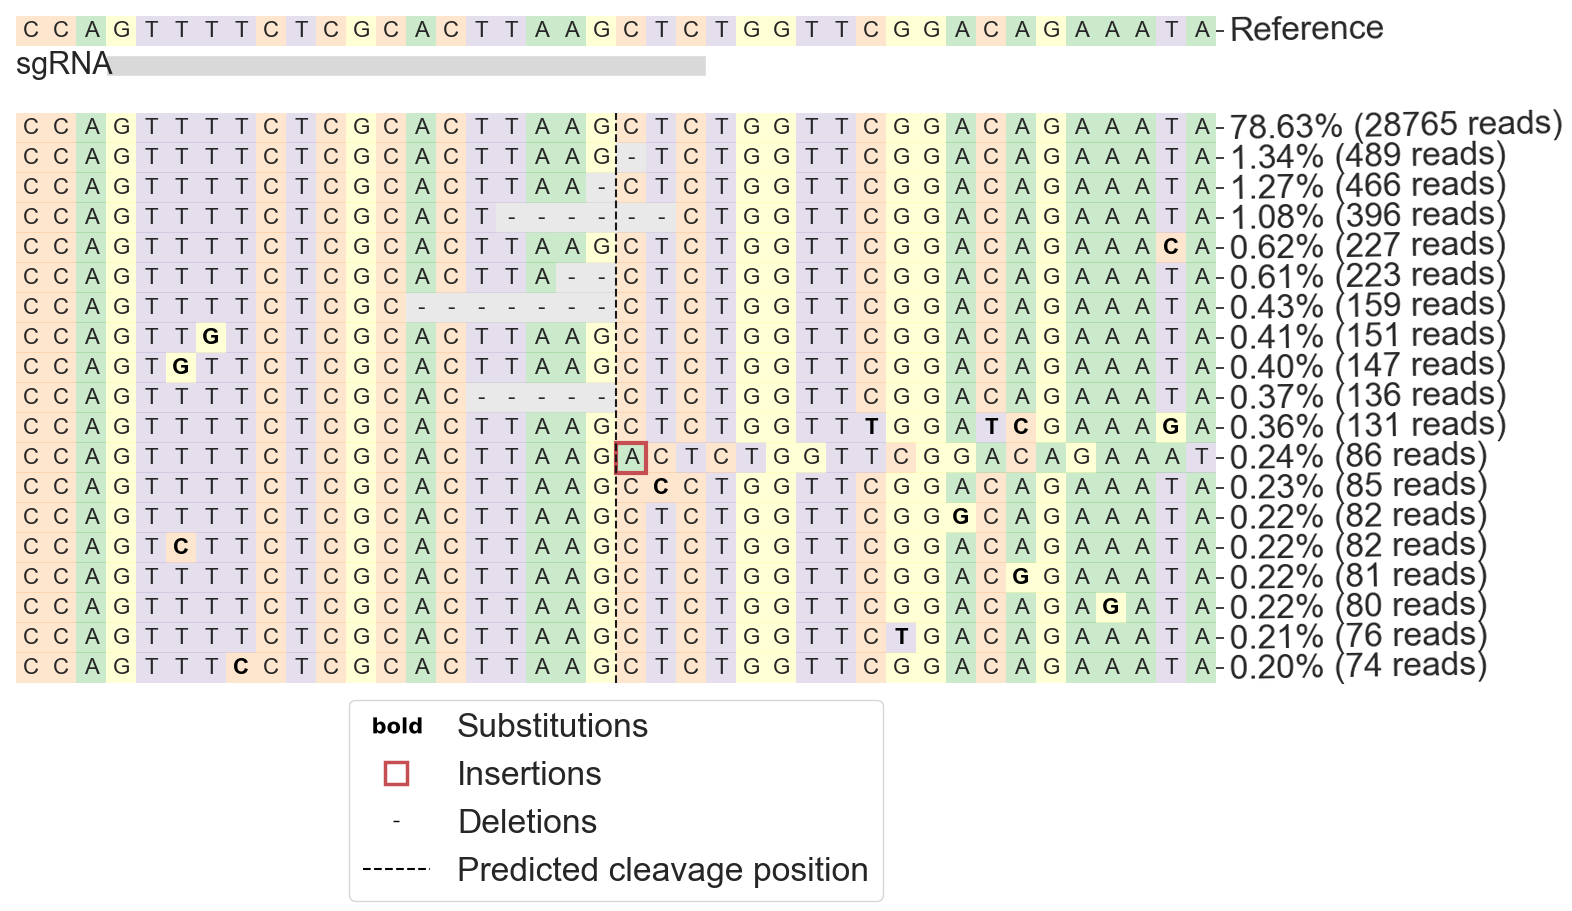 C C A G T T T T C T C G C A C T T A A G C T C T G G T T C G G A C A G A A A T A Reference
sgRNA
C C A G T T T T C T C G C A C T T A A G C T C T G G T T C G G A C A G A A A T A 78.63% (28765 reads)
C C A G T T T T C T C G C A C T T A A G - T C T G G T T C G G A C A G A A A T A 1.34% (489 reads)
C C A G T T T T C T C G C A C T T A A - C T C T G G T T C G G A C A G A A A T A 1.27% (466 reads)
C C A G T T T T C T C G C A C T - - - - - - C T G G T T C G G A C A G A A A T A 1.08% (396 reads)
C C A G T T T T C T C G C A C T T A A G C T C T G G T T C G G A C A G A A A C A 0.62% (227 reads)
C C A G T T T T C T C G C A C T T A - - C T C T G G T T C G G A C A G A A A T A 0.61% (223 reads)
C C A G T T T T C T C G C - - - - - - - C T C T G G T T C G G A C A G A A A T A 0.43% (159 reads)
C C A G T T G T C T C G C A C T T A A G C T C T G G T T C G G A C A G A A A T A 0.41% (151 reads)
C C A G T G T T C T C G C A C T T A A G C T C T G G T T C G G A C A G A A A T A 0.40% (147 reads)
C C A G T T T T C T C G C A C - - - - - C T C T G G T T C G G A C A G A A A T A 0.37% (136 reads)
C C A G T T T T C T C G C A C T T A A G C T C T G G T T T G G A T C G A A A G A 0.36% (131 reads)
C C A G T T T T C T C G C A C T T A A G A C T C T G G T T C G G A C A G A A A T 0.24% (86 reads)
C C A G T T T T C T C G C A C T T A A G C C C T G G T T C G G A C A G A A A T A 0.23% (85 reads)
C C A G T T T T C T C G C A C T T A A G C T C T G G T T C G G G C A G A A A T A 0.22% (82 reads)
C C A G T C T T C T C G C A C T T A A G C T C T G G T T C G G A C A G A A A T A 0.22% (82 reads)
C C A G T T T T C T C G C A C T T A A G C T C T G G T T C G G A C G G A A A T A 0.22% (81 reads)
C C A G T T T T C T C G C A C T T A A G C T C T G G T T C G G A C A G A G A T A 0.22% (80 reads)
C C A G T T T T C T C G C A C T T A A G C T C T G G T T C T G A C A G A A A T A 0.21% (76 reads)
C C A G T T T C C T C G C A C T T A A G C T C T G G T T C G G A C A G A A A T A 0.20% (74 reads)
bold Substitutions
Insertions
- Deletions
Predicted cleavage position